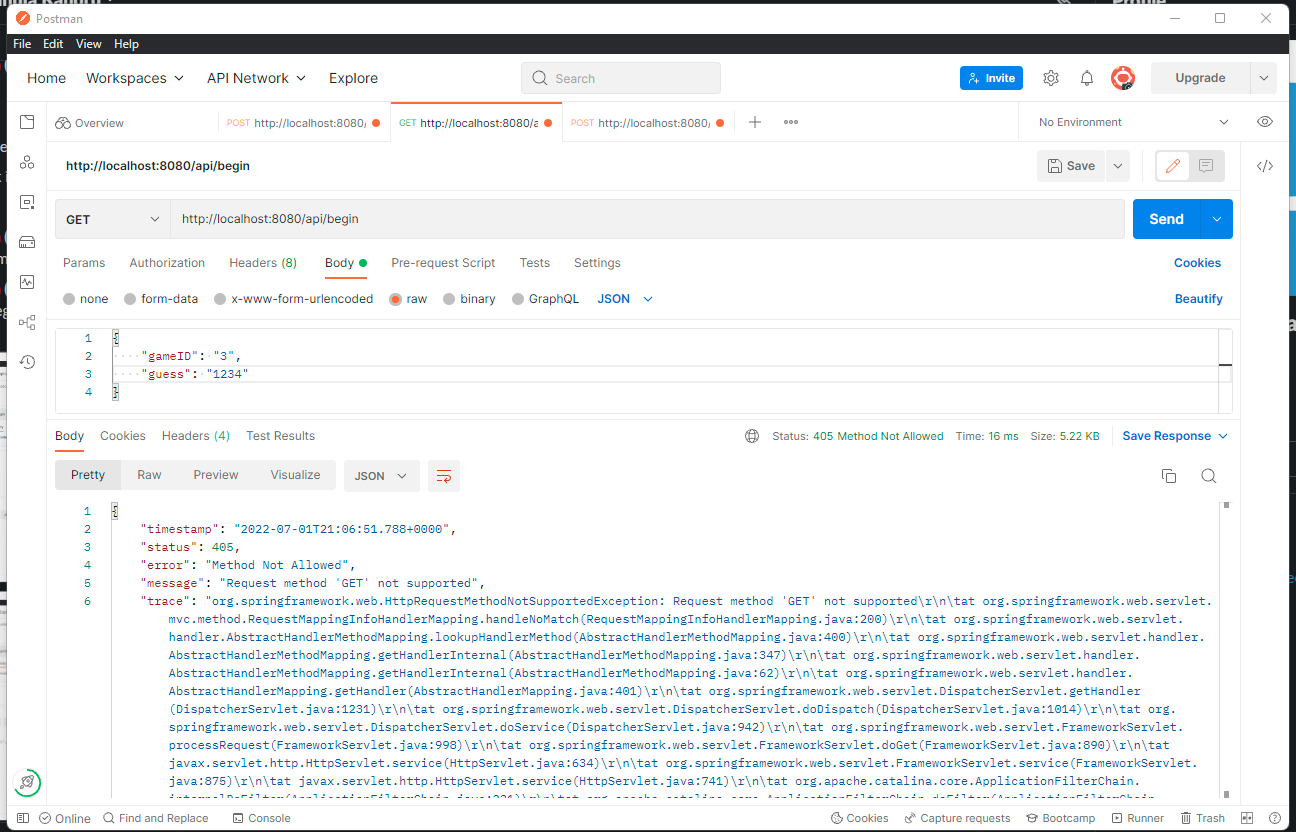 Postman
File Edit View Help
Home Workspaces API Network Explore Search Invite Upgrade
Overview POST http://localhost:8080/ GET http://localhost:8080/a POST http://localhost:8080/ No Environment
http://localhost:8080/api/begin Save
GET http://localhost:8080/api/begin Send
Params Authorization Headers (8) Body Pre-request Script Tests Settings Cookies
none form-data x-www-form-urlencoded raw binary GraphQL JSON Beautify
1 {
2 "gameID": "3",
3 "guess": "1234"
4 }
Body Cookies Headers (4) Test Results Status: 405 Method Not Allowed Time: 16 ms Size: 5.22 KB Save Response
Pretty Raw Preview Visualize JSON
1 {
2 "timestamp": "2022-07-01T21:06:51.788+0000",
3 "status": 405,
4 "error": "Method Not Allowed",
5 "message": "Request method 'GET' not supported",
6 "trace": "org.springframework.web.HttpRequestMethodNotSupportedException: Request method 'GET' not supported\r\n\tat org.springframework.web.servlet.
mvc.method.RequestMappingInfoHandlerMapping.handleNoMatch(RequestMappingInfoHandlerMapping.java:200)\r\n\tat org.springframework.web.servlet.
handler.AbstractHandlerMethodMapping.lookupHandlerMethod(AbstractHandlerMethodMapping.java:400)\r\n\tat org.springframework.web.servlet.handler.
AbstractHandlerMethodMapping.getHandlerInternal(AbstractHandlerMethodMapping.java:347)\r\n\tat org.springframework.web.servlet.handler.
AbstractHandlerMethodMapping.getHandlerInternal(AbstractHandlerMethodMapping.java:62)\r\n\tat org.springframework.web.servlet.handler.
AbstractHandlerMapping.getHandler(AbstractHandlerMapping.java:401)\r\n\tat org.springframework.web.servlet.DispatcherServlet.getHandler
(DispatcherServlet.java:1231)\r\n\tat org.springframework.web.servlet.DispatcherServlet.doDispatch(DispatcherServlet.java:1014)\r\n\tat org.
springframework.web.servlet.DispatcherServlet.doService(DispatcherServlet.java:942)\r\n\tat org.springframework.web.servlet.FrameworkServlet.
processRequest(FrameworkServlet.java:998)\r\n\tat org.springframework.web.servlet.FrameworkServlet.doGet(FrameworkServlet.java:890)\r\n\tat
javax.servlet.http.HttpServlet.service(HttpServlet.java:634)\r\n\tat org.springframework.web.servlet.FrameworkServlet.service(FrameworkServlet.
java:875)\r\n\tat javax.servlet.http.HttpServlet.service(HttpServlet.java:741)\r\n\tat org.apache.catalina.core.ApplicationFilterChain.
Online Find and Replace Console Cookies Capture requests Bootcamp Runner Trash